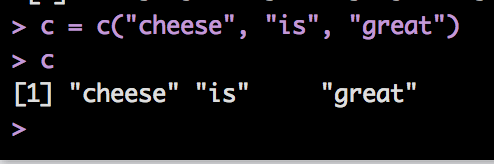 > c = c("cheese", "is", "great")
> c
[1] "cheese" "is"     "great"
>